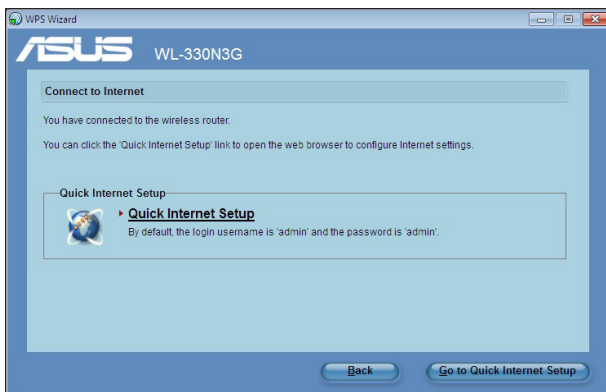 WPS Wizard
ASUS WL-330N3G
Connect to Internet
You have connected to the wireless router.
You can click the 'Quick Internet Setup' link to open the web browser to configure Internet settings.
Quick Internet Setup
Quick Internet Setup
By default, the login username is 'admin' and the password is 'admin'.
Back Go to Quick Internet Setup